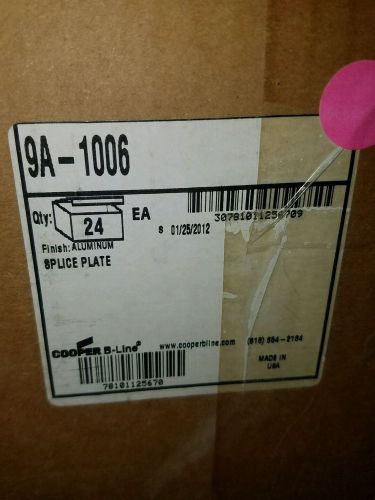 9A-1006
Qty: 24 EA
30781011256709
S 01/25/2012
Finish: ALUMINUM
SPLICE PLATE
COOPER B-Line®
www.cooperbline.com (618) 654-2184
MADE IN
USA
78101125670